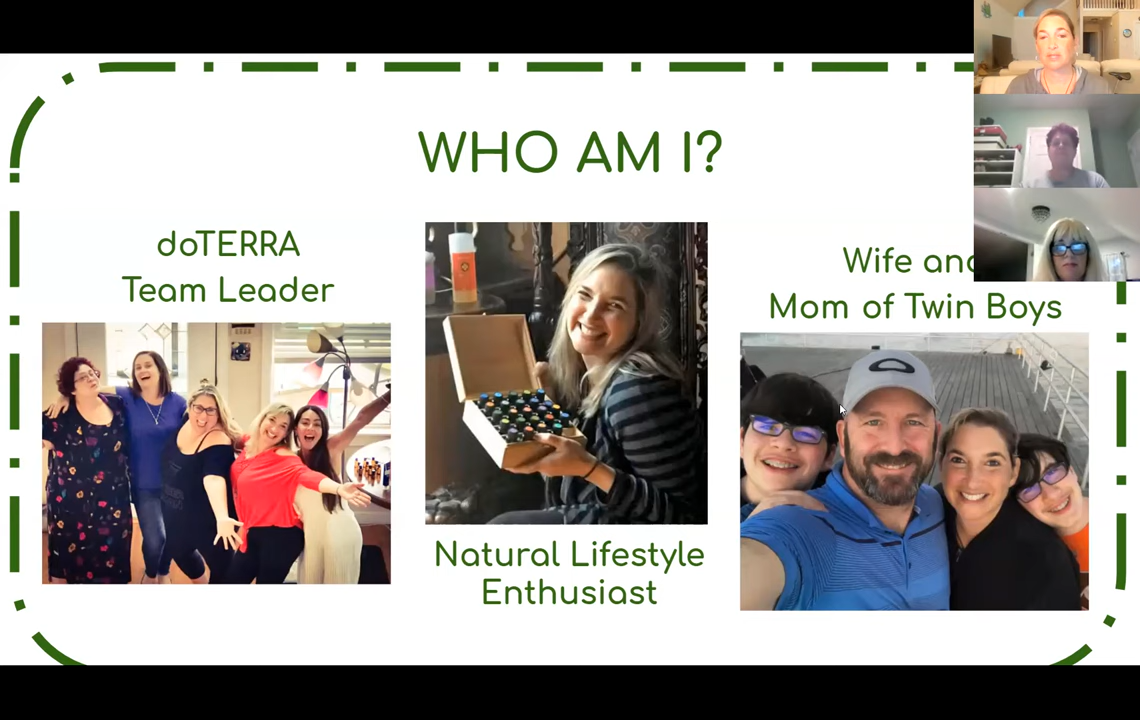 WHO AM I?
doTERRA
Team Leader
Natural Lifestyle
Enthusiast
Wife and
Mom of Twin Boys